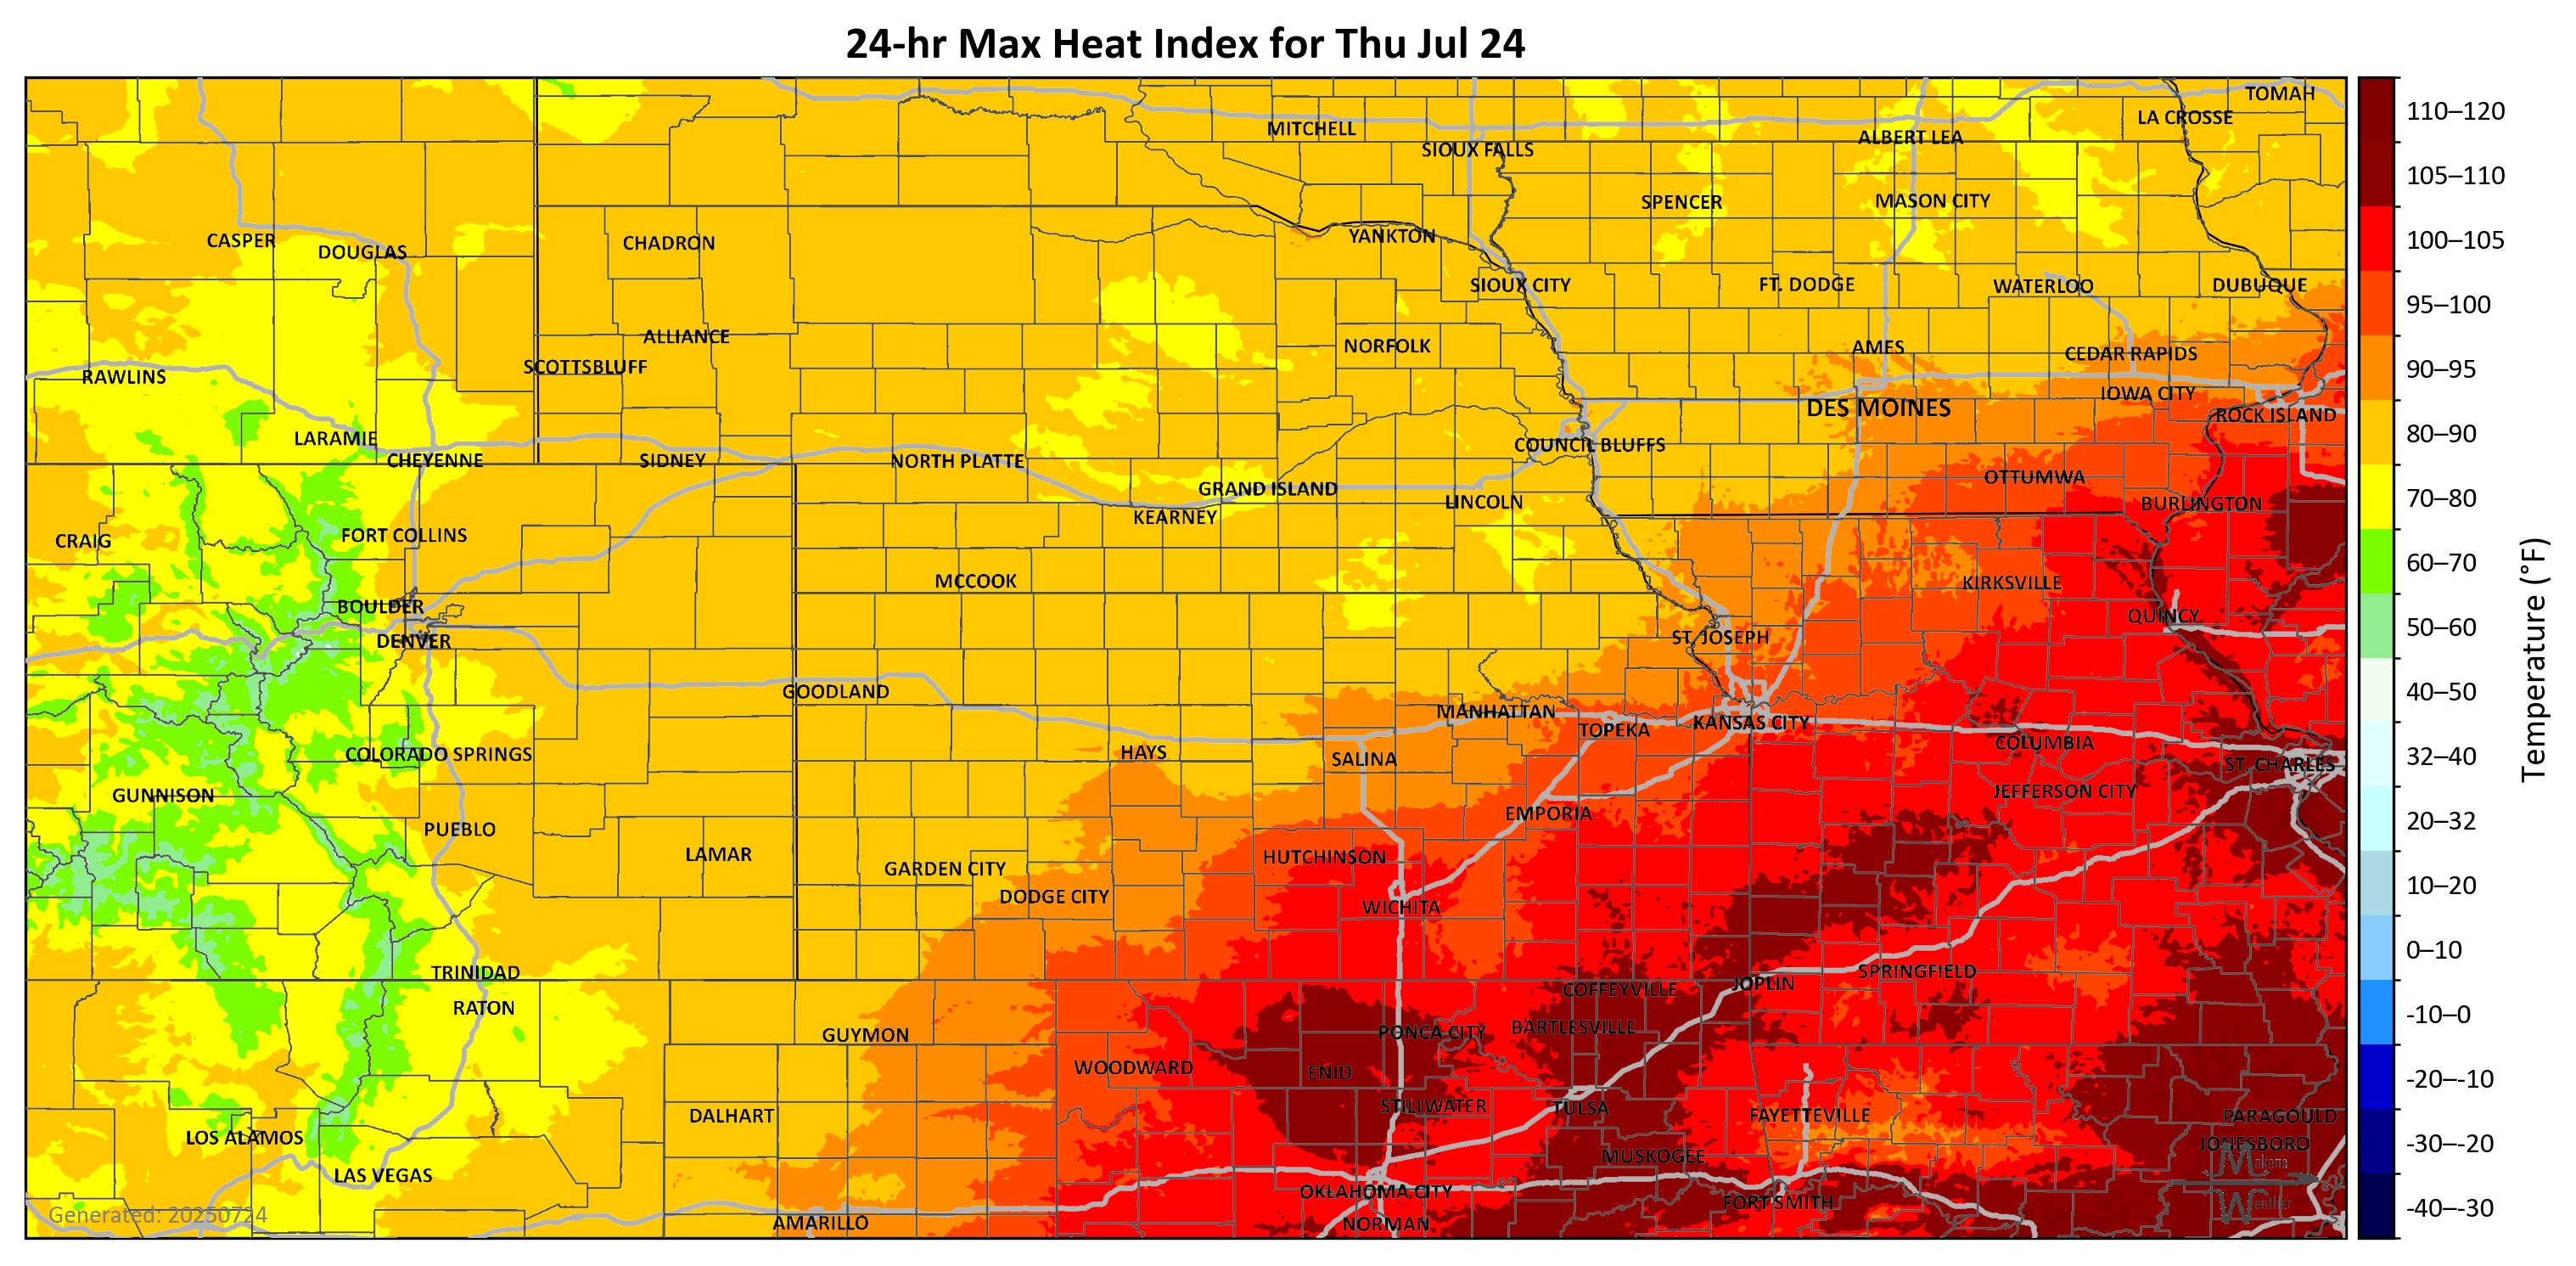 24-hr Max Heat Index for Thu Jul 24
TOMAH
LA CROSSE
MITCHELL
ALBERT LEA
SIOUX FALLS
SPENCER
MASON CITY
CASPER
DOUGLAS
CHADRON
YANKTON
SIOUX CITY
FT. DODGE
WATERLOO
DUBUQUE
ALLIANCE
NORFOLK
AMES
CEDAR RAPIDS
SCOTTSBLUFF
RAWLINS
IOWA CITY
DES MOINES
ROCK ISLAND
LARAMIE
COUNCIL BLUFFS
CHEYENNE
SIDNEY
NORTH PLATTE
OTTUMWA
GRAND ISLAND
LINCOLN
BURLINGTON
KEARNEY
FORT COLLINS
CRAIG
MCCOOK
KIRKSVILLE
BOULDER
QUINCY
DENVER
ST. JOSEPH
GOODLAND
MANHATTAN
TOPEKA
KANSAS CITY
COLUMBIA
COLORADO SPRINGS
HAYS
SALINA
ST. CHARLES
GUNNISON
JEFFERSON CITY
EMPORIA
PUEBLO
LAMAR
HUTCHINSON
GARDEN CITY
DODGE CITY
WICHITA
TRINIDAD
SPRINGFIELD
JOPLIN
COFFEYVILLE
RATON
GUYMON
PONCA CITY
BARTLESVILLE
WOODWARD
ENID
STILLWATER
TULSA
DALHART
FAYETTEVILLE
PARAGOULD
LOS ALAMOS
JONESBORO
MUSKOGEE
LAS VEGAS
OKLAHOMA CITY
FORT SMITH
AMARILLO
NORMAN
Makens
Weather
Generated: 20250724
110–120
105–110
100–105
95–100
90–95
80–90
70–80
60–70
50–60
40–50
32–40
20–32
10–20
0–10
-10–0
-20–-10
-30–-20
-40–-30
Temperature (°F)